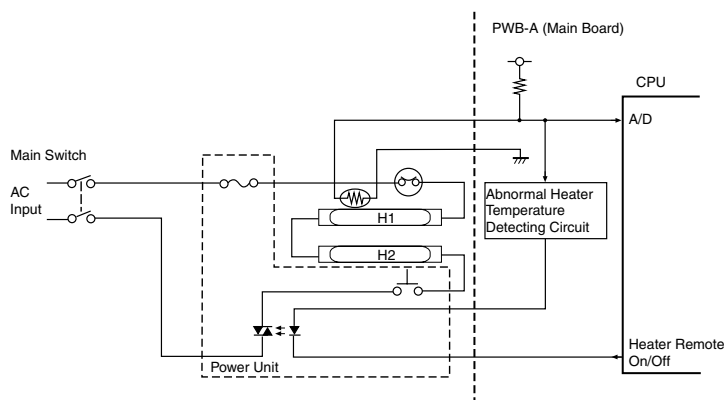 PWB-A (Main Board)
CPU
A/D
Main Switch
AC
Input
H1
Abnormal Heater
Temperature
Detecting Circuit
H2
Heater Remote
On/Off
Power Unit